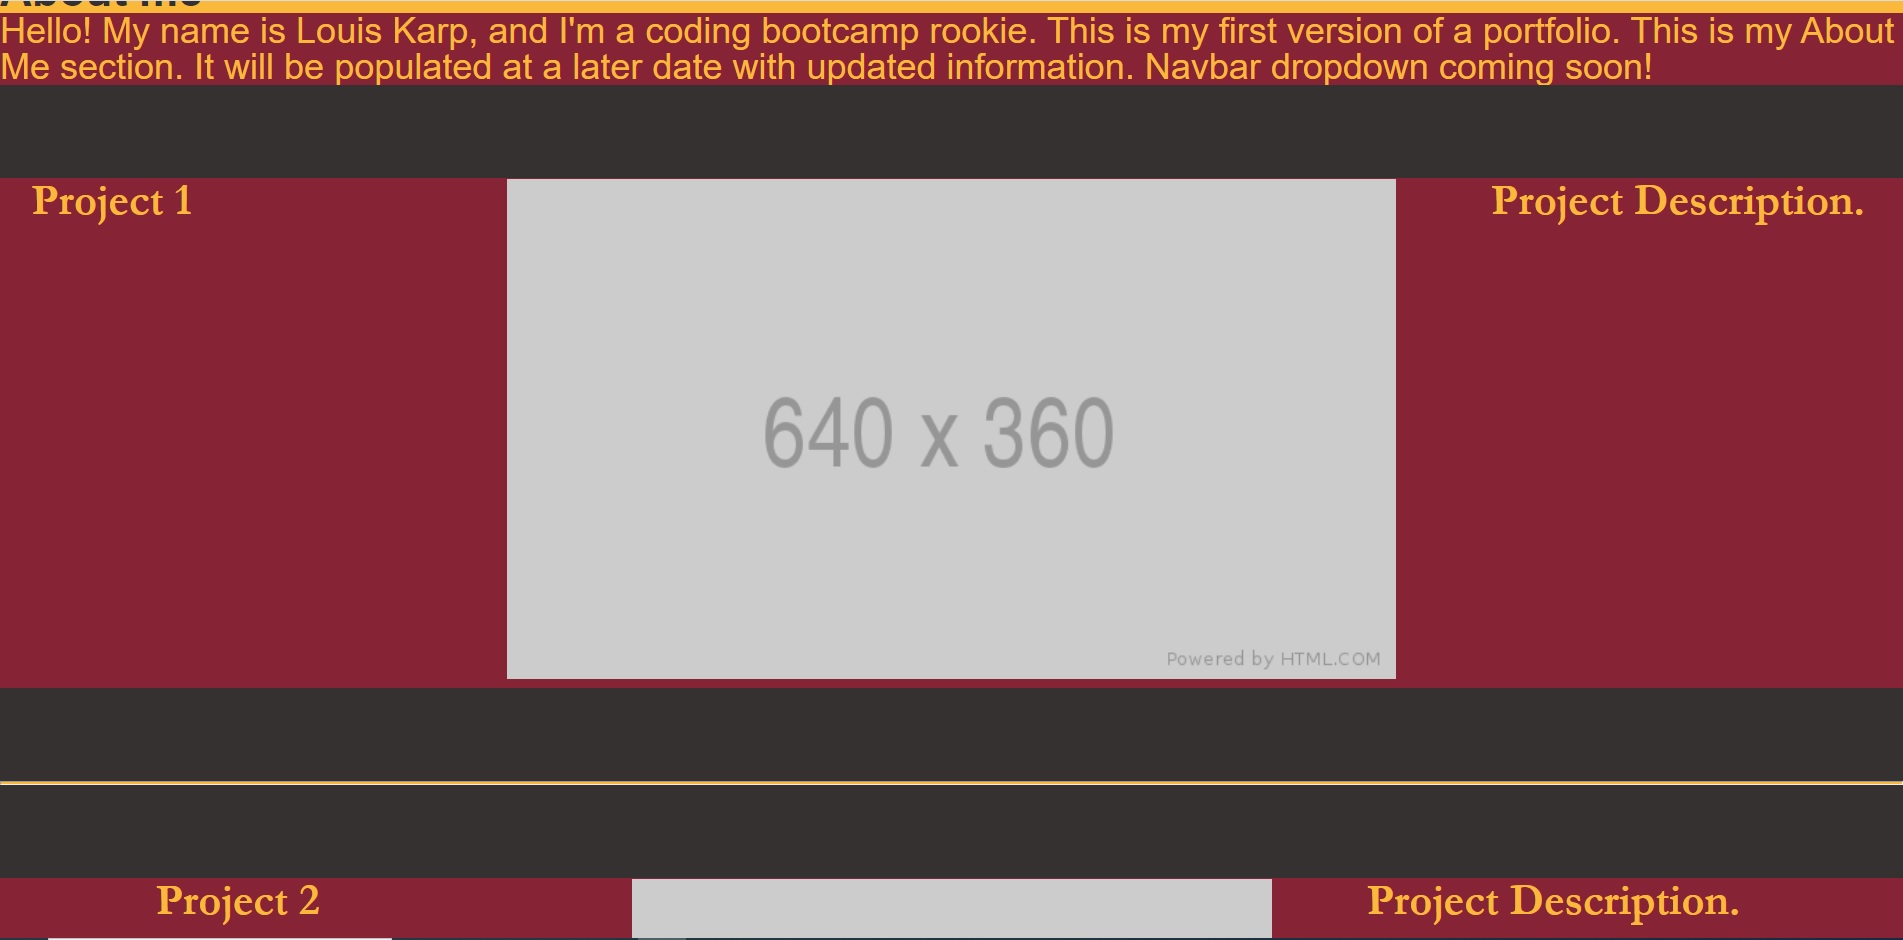 About me
Hello! My name is Louis Karp, and I'm a coding bootcamp rookie. This is my first version of a portfolio. This is my About
Me section. It will be populated at a later date with updated information. Navbar dropdown coming soon!
Project 1
Project Description.
640 x 360
Powered by HTML.COM
Project 2
Project Description.